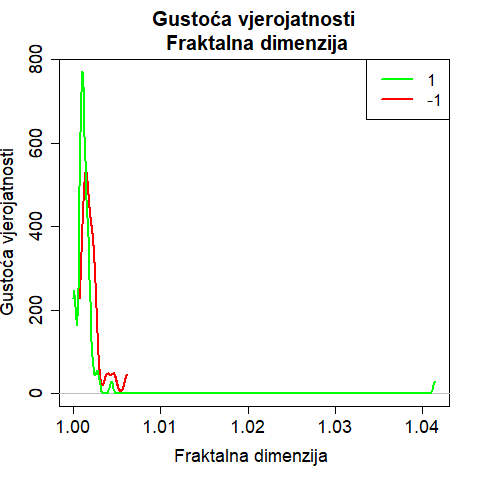 Gustoća vjerojatnosti
Fraktalna dimenzija
1
-1
Gustoća vjerojatnosti
800
600
400
200
0
1.00 1.01 1.02 1.03 1.04
Fraktalna dimenzija